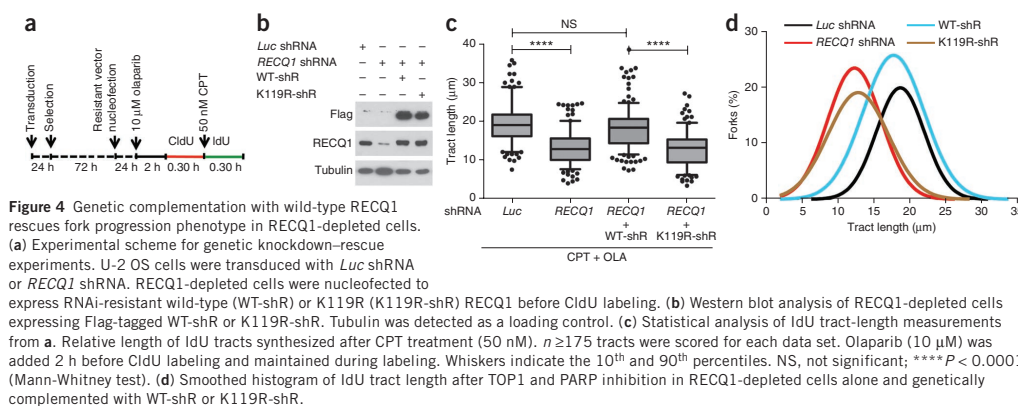 a
Transduction
Selection
Resistant vector
nucleofection
10 μM olaparib
50 nM CPT
CldU
IdU
24 h
72 h
24 h
2 h
0.30 h
0.30 h
b
Luc shRNA
+ – – –
RECQ1 shRNA
– + + +
WT-shR
– – + –
K119R-shR
– – – +
Flag
RECQ1
Tubulin
c
NS
****
****
Tract length (μm)
40
30
20
10
0
shRNA
Luc
RECQ1
RECQ1
+
WT-shR
RECQ1
+
K119R-shR
CPT + OLA
d
Luc shRNA
WT-shR
RECQ1 shRNA
K119R-shR
Forks (%)
30
25
20
15
10
5
0
0 5 10 15 20 25 30 35
Tract length (μm)
Figure 4 Genetic complementation with wild-type RECQ1
rescues fork progression phenotype in RECQ1-depleted cells.
(a) Experimental scheme for genetic knockdown–rescue
experiments. U-2 OS cells were transduced with Luc shRNA
or RECQ1 shRNA. RECQ1-depleted cells were nucleofected to
express RNAi-resistant wild-type (WT-shR) or K119R (K119R-shR) RECQ1 before CldU labeling. (b) Western blot analysis of RECQ1-depleted cells
expressing Flag-tagged WT-shR or K119R-shR. Tubulin was detected as a loading control. (c) Statistical analysis of IdU tract-length measurements
from a. Relative length of IdU tracts synthesized after CPT treatment (50 nM). n ≥175 tracts were scored for each data set. Olaparib (10 μM) was
added 2 h before CldU labeling and maintained during labeling. Whiskers indicate the 10th and 90th percentiles. NS, not significant; ****P < 0.0001
(Mann-Whitney test). (d) Smoothed histogram of IdU tract length after TOP1 and PARP inhibition in RECQ1-depleted cells alone and genetically
complemented with WT-shR or K119R-shR.